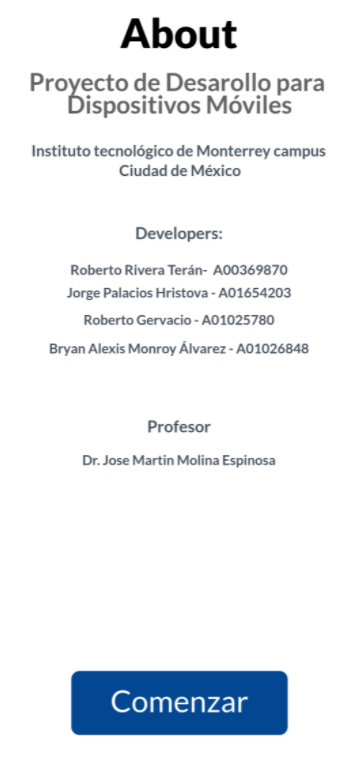 About
Proyecto de Desarollo para
Dispositivos Móviles
Instituto tecnológico de Monterrey campus
Ciudad de México
Developers:
Roberto Rivera Terán- A00369870
Jorge Palacios Hristova - A01654203
Roberto Gervacio - A01025780
Bryan Alexis Monroy Álvarez - A01026848
Profesor
Dr. Jose Martin Molina Espinosa
Comenzar